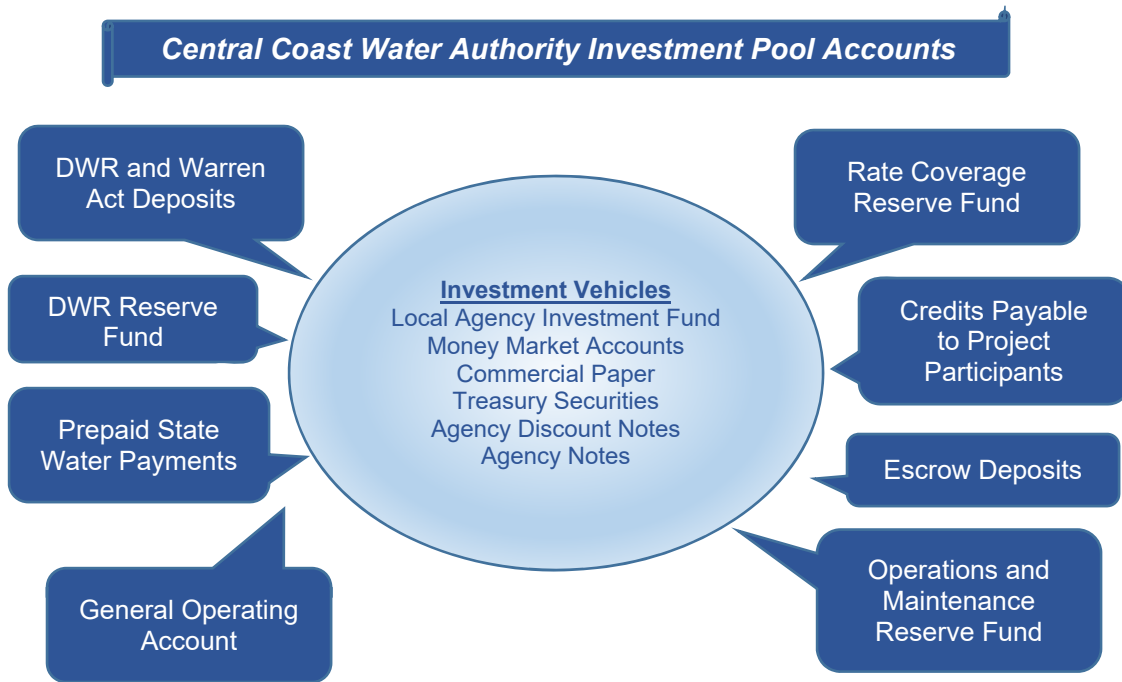 Central Coast Water Authority Investment Pool Accounts
DWR and Warren
Act Deposits
DWR Reserve
Fund
Prepaid State
Water Payments
General Operating
Account
Investment Vehicles
Local Agency Investment Fund
Money Market Accounts
Commercial Paper
Treasury Securities
Agency Discount Notes
Agency Notes
Rate Coverage
Reserve Fund
Credits Payable
to Project
Participants
Escrow Deposits
Operations and
Maintenance
Reserve Fund